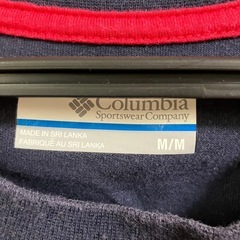 Columbia
Sportswear Company
MADE IN SRI LANKA
FABRIQUÉ AU SRI LANKA
M/M